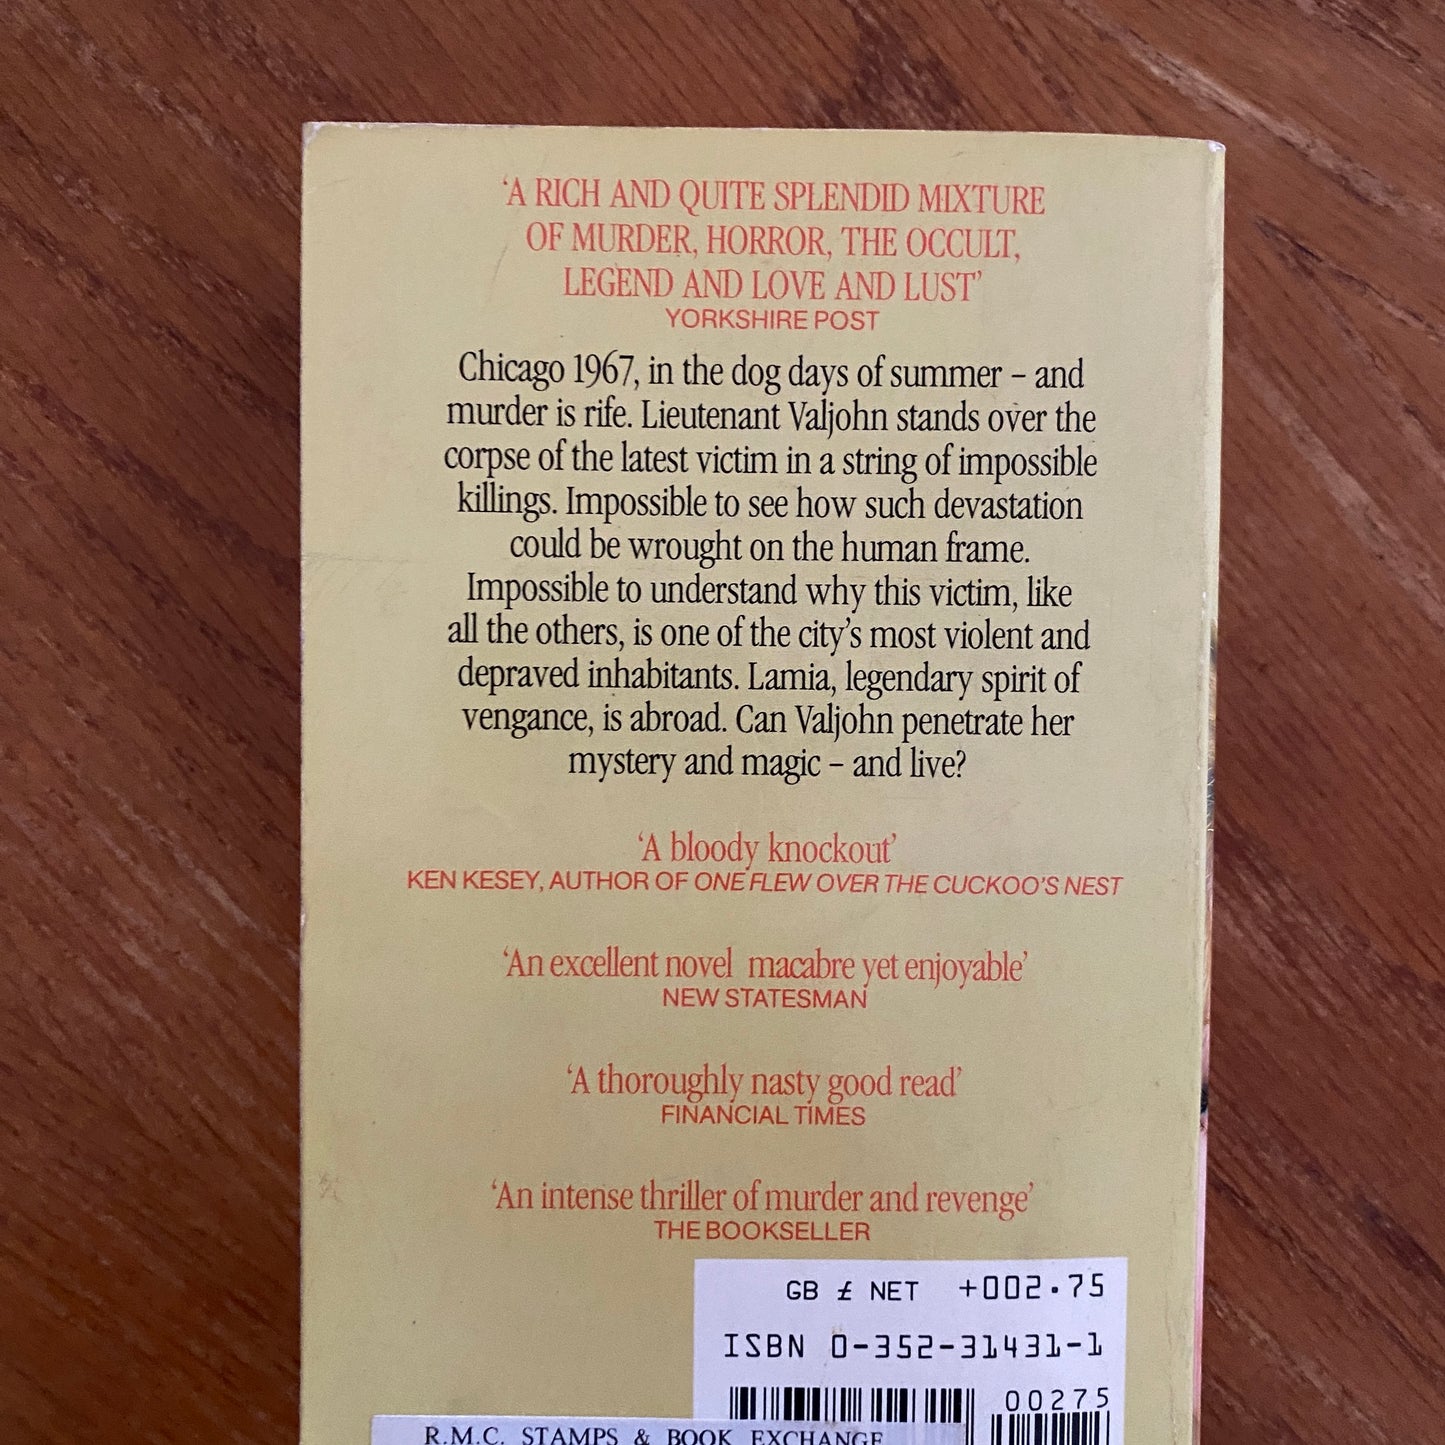 ‘A RICH AND QUITE SPLENDID MIXTURE
OF MURDER, HORROR, THE OCCULT,
LEGEND AND LOVE AND LUST’
YORKSHIRE POST
Chicago 1967, in the dog days of summer – and
murder is rife. Lieutenant Valjohn stands over the
corpse of the latest victim in a string of impossible
killings. Impossible to see how such devastation
could be wrought on the human frame.
Impossible to understand why this victim, like
all the others, is one of the city’s most violent and
depraved inhabitants. Lamia, legendary spirit of
vengance, is abroad. Can Valjohn penetrate her
mystery and magic – and live?
‘A bloody knockout’
KEN KESEY, AUTHOR OF ONE FLEW OVER THE CUCKOO’S NEST
‘An excellent novel macabre yet enjoyable’
NEW STATESMAN
‘A thoroughly nasty good read’
FINANCIAL TIMES
‘An intense thriller of murder and revenge’
THE BOOKSELLER
GB £ NET +002.75
ISBN 0-352-31431-1
00275
R.M.C. STAMPS & BOOK EXCHANGE